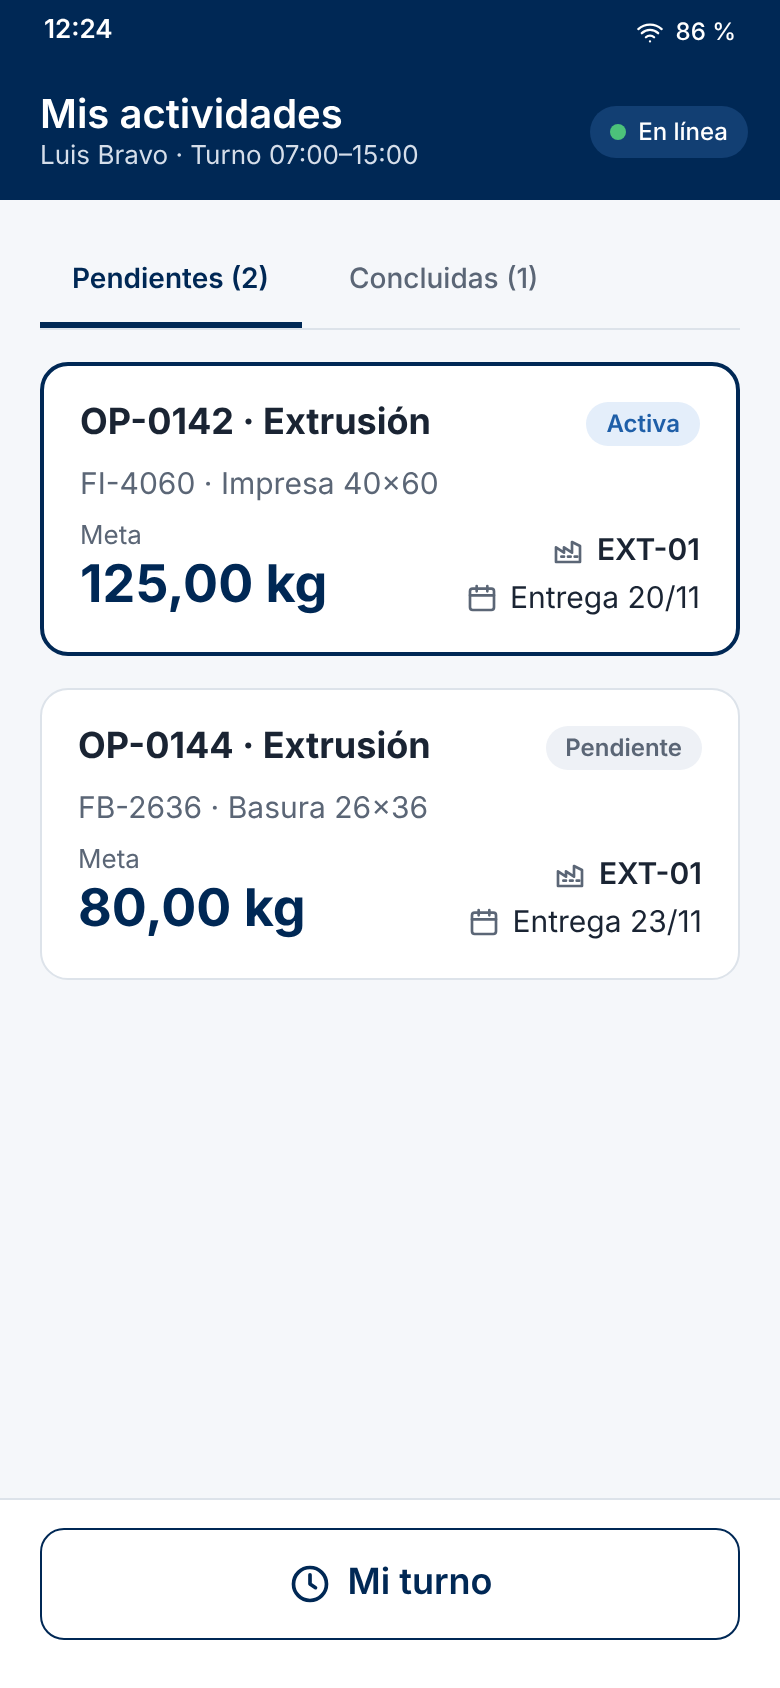 12:24
86 %
Mis actividades
Luis Bravo · Turno 07:00–15:00
En línea
Pendientes (2)
Concluidas (1)
OP-0142 · Extrusión
Activa
FI-4060 · Impresa 40×60
Meta
125,00 kg
EXT-01
Entrega 20/11
OP-0144 · Extrusión
Pendiente
FB-2636 · Basura 26×36
Meta
80,00 kg
EXT-01
Entrega 23/11
Mi turno